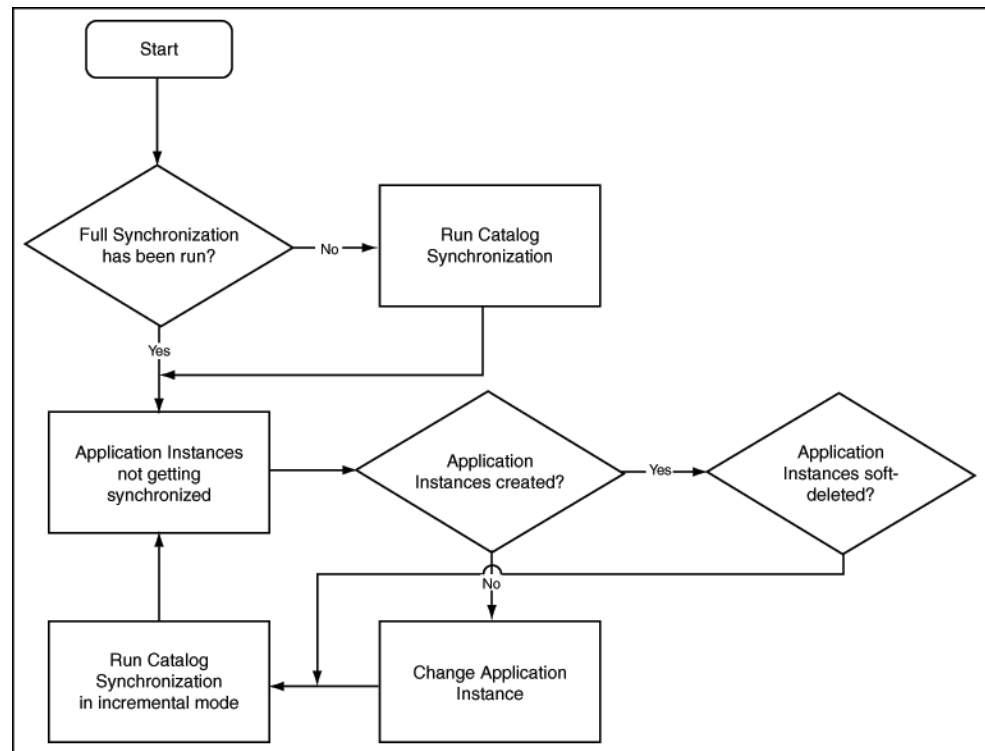 Start
Full Synchronization
has been run?
No
Run Catalog
Synchronization
Yes
Application Instances
not getting
synchronized
Application
Instances created?
Yes
Application
Instances soft-
deleted?
No
Run Catalog
Synchronization
in incremental mode
Change Application
Instance